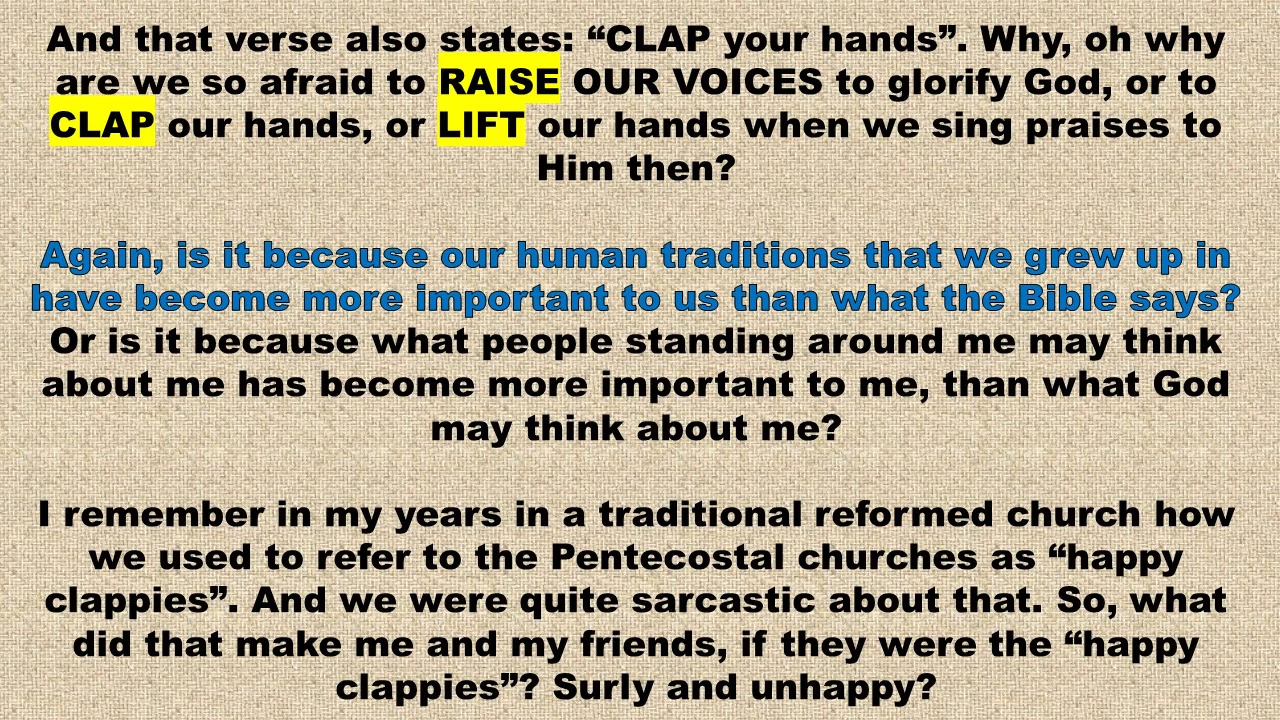 And that verse also states: “CLAP your hands”. Why, oh why
are we so afraid to RAISE OUR VOICES to glorify God, or to
CLAP our hands, or LIFT our hands when we sing praises to
Him then?
Again, is it because our human traditions that we grew up in
have become more important to us than what the Bible says?
Or is it because what people standing around me may think
about me has become more important to me, than what God
may think about me?
I remember in my years in a traditional reformed church how
we used to refer to the Pentecostal churches as “happy
clappies”. And we were quite sarcastic about that. So, what
did that make me and my friends, if they were the “happy
clappies”? Surly and unhappy?